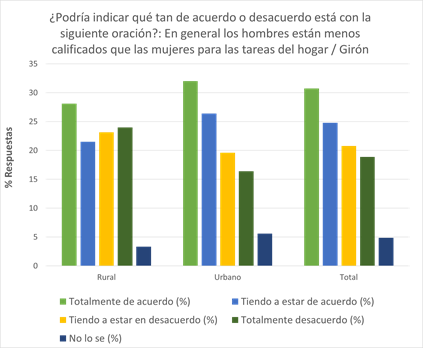 ¿Podría indicar qué tan de acuerdo o desacuerdo está con la
siguiente oración?: En general los hombres están menos
calificados que las mujeres para las tareas del hogar / Girón
35
30
25
20
15
10
5
0
% Respuestas
Rural Urbano Total
Totalmente de acuerdo (%) Tiendo a estar de acuerdo (%)
Tiendo a estar en desacuerdo (%) Totalmente desacuerdo (%)
No lo se (%)